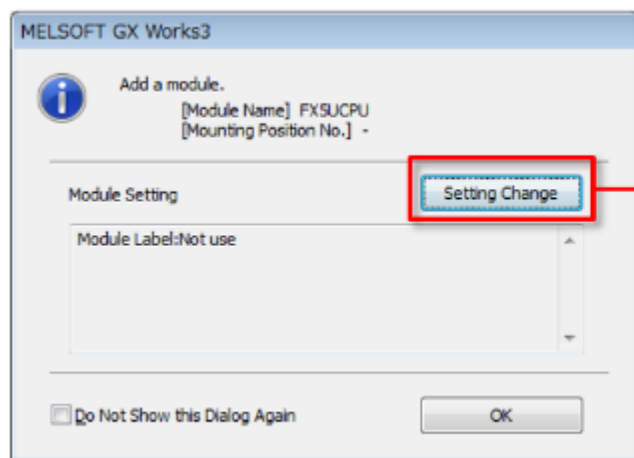 MELSOFT GX Works3
Add a module.
[Module Name] FX5UCPU
[Mounting Position No.] -
Module Setting
Setting Change
Module Label:Not use
Do Not Show this Dialog Again
OK